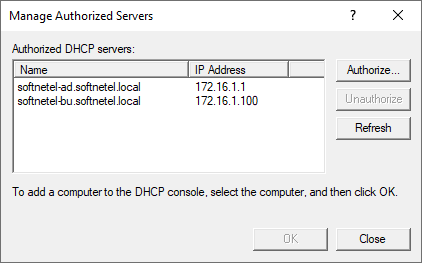 Manage Authorized Servers
?
Authorized DHCP servers:
Name IP Address
softnetel-ad.softnetel.local 172.16.1.1
softnetel-bu.softnetel.local 172.16.1.100
Authorize...
Unauthorize
Refresh
To add a computer to the DHCP console, select the computer, and then click OK.
OK Close